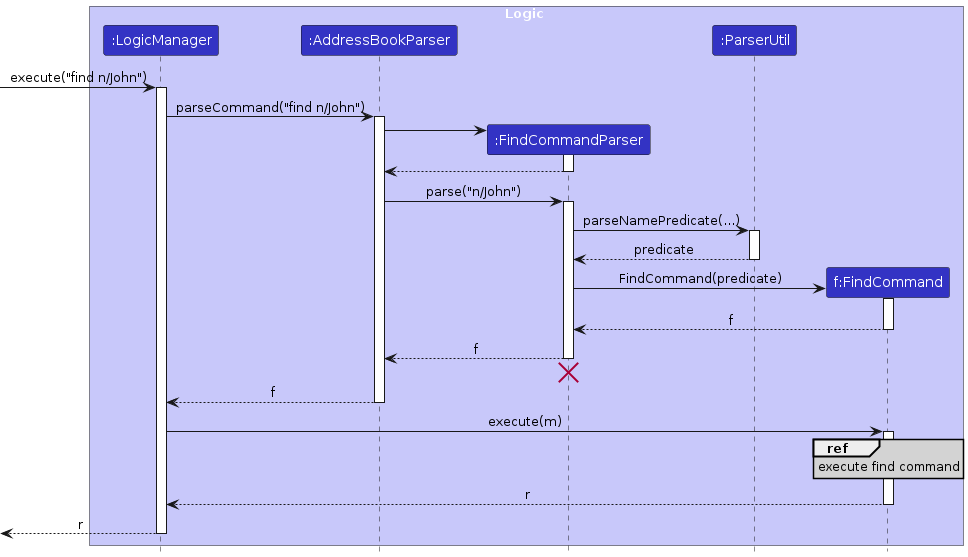 Logic
:LogicManager
:AddressBookParser
:ParserUtil
execute("find n/John")
parseCommand("find n/John")
:FindCommandParser
parse("n/John")
parseNamePredicate(...)
predicate
FindCommand(predicate)
f:FindCommand
f
f
f
execute(m)
ref
execute find command
r
r